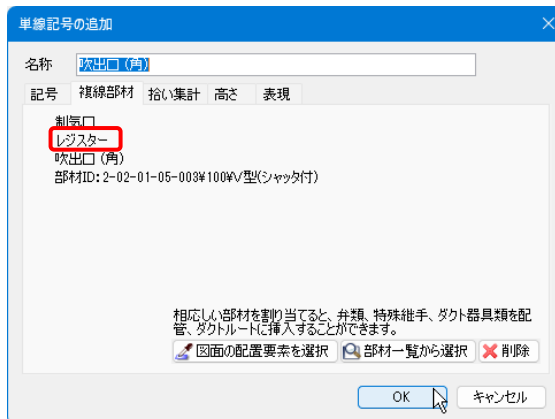 単線記号の追加
名称 吹出口（角）
記号 複線部材 拾い集計 高さ 表現
制気口
レジスター
吹出口（角）
部材ID：2-02-01-05-003¥100¥V型(シャッタ付)
相応しい部材を割り当てると、弁類、特殊継手、ダクト器具類を配
管、ダクトルートに挿入することができます。
図面の配置要素を選択 部材一覧から選択 削除
OK キャンセル